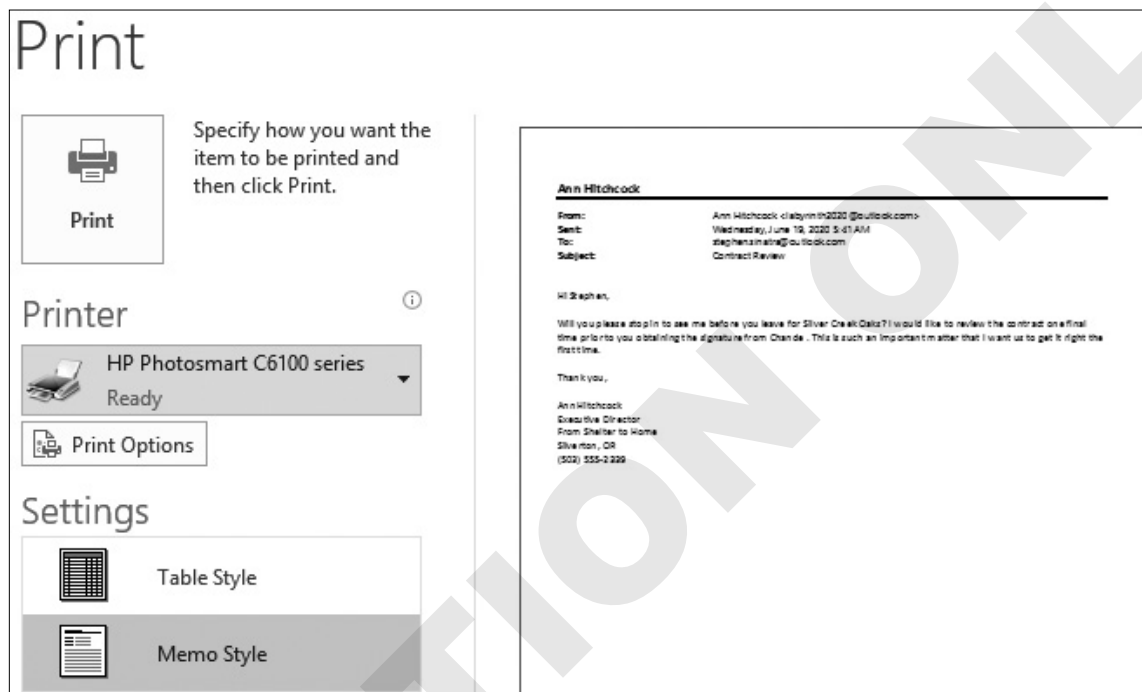 Print
Print
Specify how you want the
item to be printed and
then click Print.
Printer
HP Photosmart C6100 series
Ready
Print Options
Settings
Table Style
Memo Style
Ann Hitchcock
From: Ann Hitchcock <labyrinth2020@outlook.com>
Sent: Wednesday, June 19, 2020 5:41 AM
To: stephensinatra@outlook.com
Subject: Contract Review
Hi Stephen,
Will you please stop in to see me before you leave for Silver Creek Oaks? I would like to review the contract one final
time prior to you obtaining the signature from Chande . This is such an important matter that I want us to get it right the
first time.
Thank you,
Ann Hitchcock
Executive Director
From Shelter to Home
Silverton, OR
(503) 555-2339
TION ONL